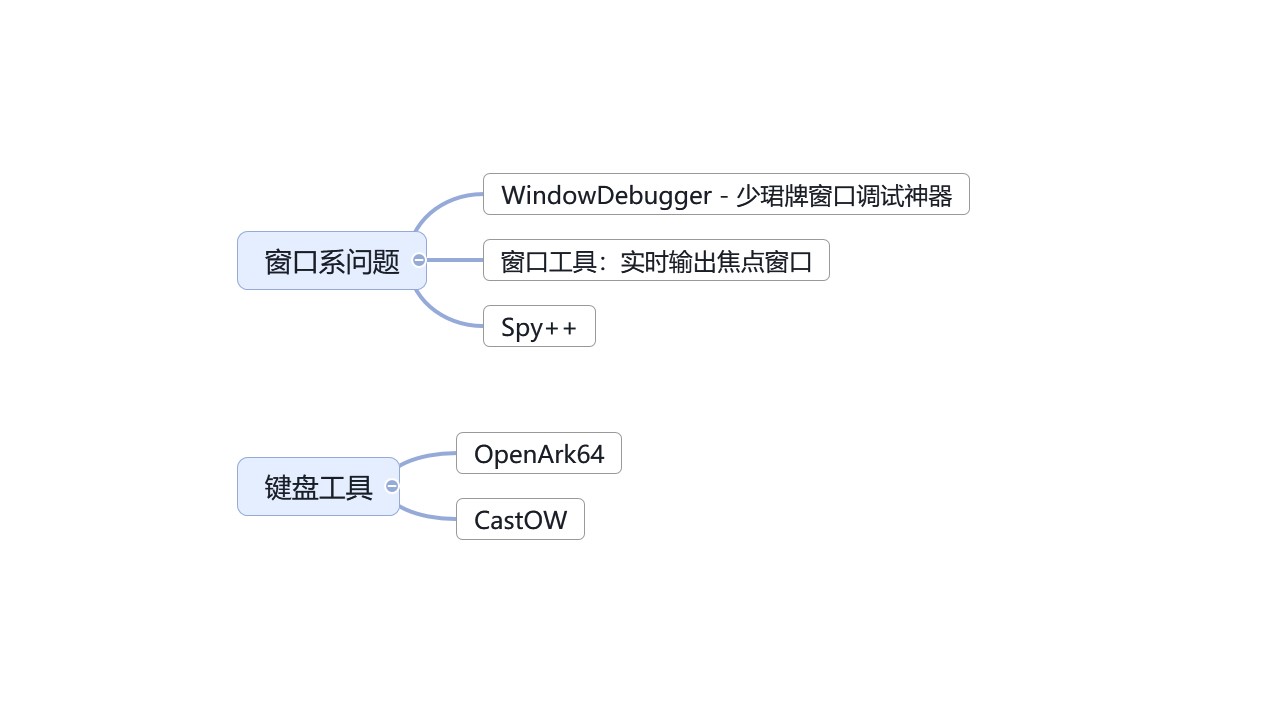 窗口系问题
WindowDebugger - 少珺牌窗口调试神器
窗口工具：实时输出焦点窗口
Spy++
键盘工具
OpenArk64
CastOW